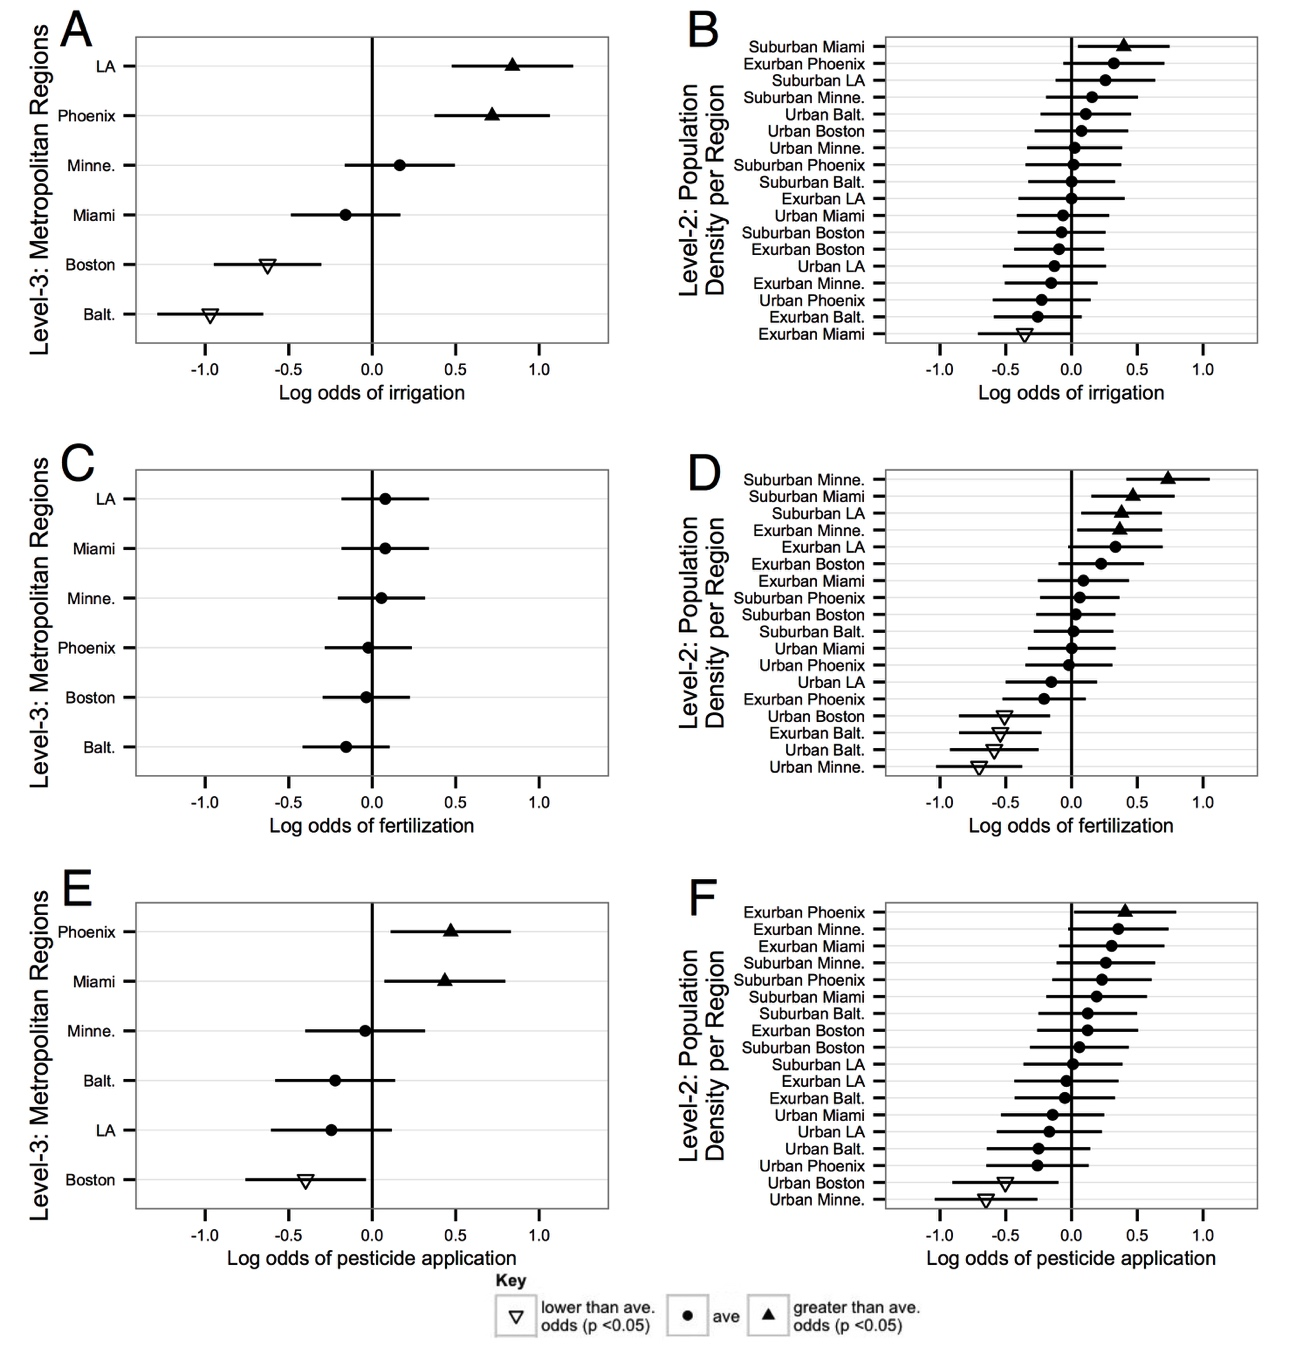 A
Level-3: Metropolitan Regions
LA
Phoenix
Minne.
Miami
Boston
Balt.
-1.0 -0.5 0.0 0.5 1.0
Log odds of irrigation
B
Level-2: Population
Density per Region
Suburban Miami
Exurban Phoenix
Suburban LA
Suburban Minne.
Urban Balt.
Urban Boston
Urban Minne.
Suburban Phoenix
Suburban Balt.
Exurban LA
Urban Miami
Suburban Boston
Exurban Boston
Urban LA
Exurban Minne.
Urban Phoenix
Exurban Balt.
Exurban Miami
-1.0 -0.5 0.0 0.5 1.0
Log odds of irrigation
C
Level-3: Metropolitan Regions
LA
Miami
Minne.
Phoenix
Boston
Balt.
-1.0 -0.5 0.0 0.5 1.0
Log odds of fertilization
D
Level-2: Population
Density per Region
Suburban Minne.
Suburban Miami
Suburban LA
Exurban Minne.
Exurban LA
Exurban Boston
Exurban Miami
Suburban Phoenix
Suburban Boston
Suburban Balt.
Urban Miami
Urban Phoenix
Urban LA
Exurban Phoenix
Urban Boston
Exurban Balt.
Urban Balt.
Urban Minne.
-1.0 -0.5 0.0 0.5 1.0
Log odds of fertilization
E
Level-3: Metropolitan Regions
Phoenix
Miami
Minne.
Balt.
LA
Boston
-1.0 -0.5 0.0 0.5 1.0
Log odds of pesticide application
F
Level-2: Population
Density per Region
Exurban Phoenix
Exurban Minne.
Exurban Miami
Suburban Minne.
Suburban Phoenix
Suburban Miami
Suburban Balt.
Exurban Boston
Suburban Boston
Suburban LA
Exurban LA
Exurban Balt.
Urban Miami
Urban LA
Urban Balt.
Urban Phoenix
Urban Boston
Urban Minne.
-1.0 -0.5 0.0 0.5 1.0
Log odds of pesticide application
Key
lower than ave.
odds (p <0.05)
ave
greater than ave.
odds (p <0.05)